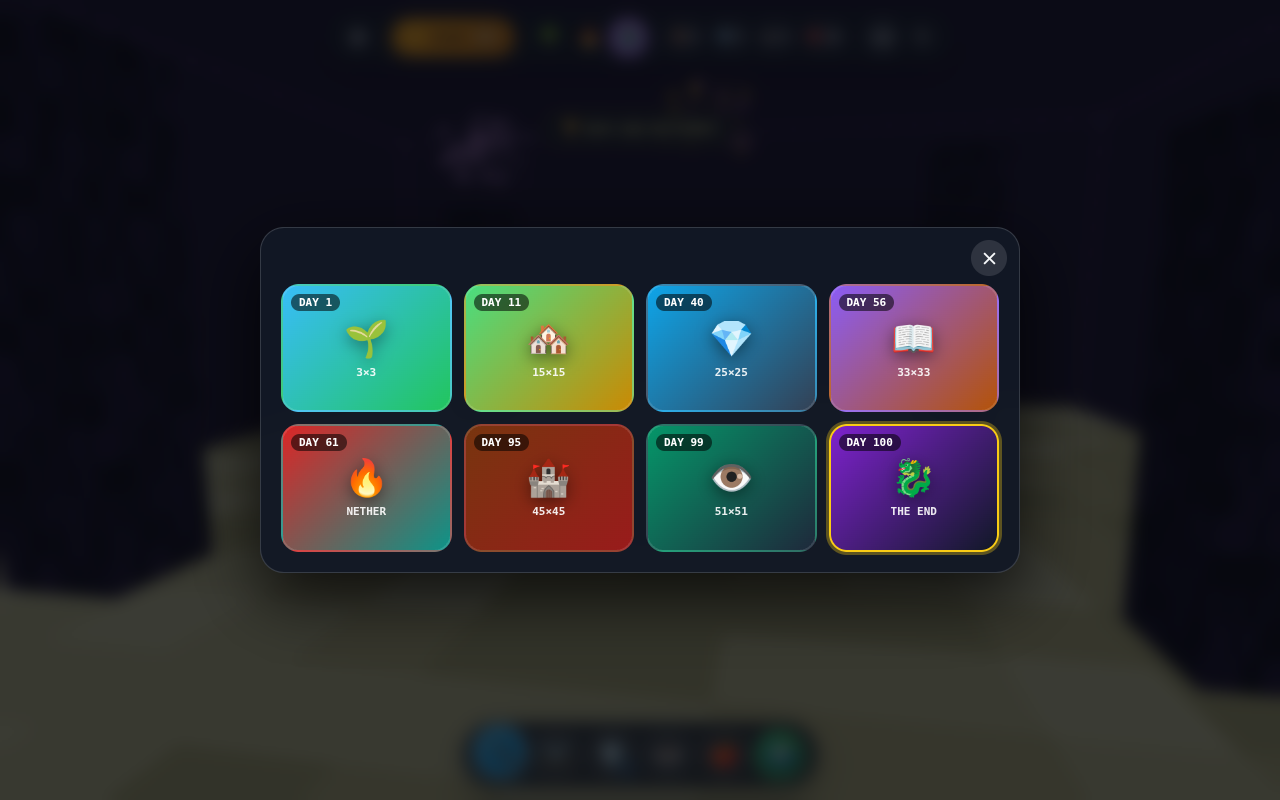 DAY 1
3×3
DAY 11
15×15
DAY 40
25×25
DAY 56
33×33
DAY 61
NETHER
DAY 95
45×45
DAY 99
51×51
DAY 100
THE END